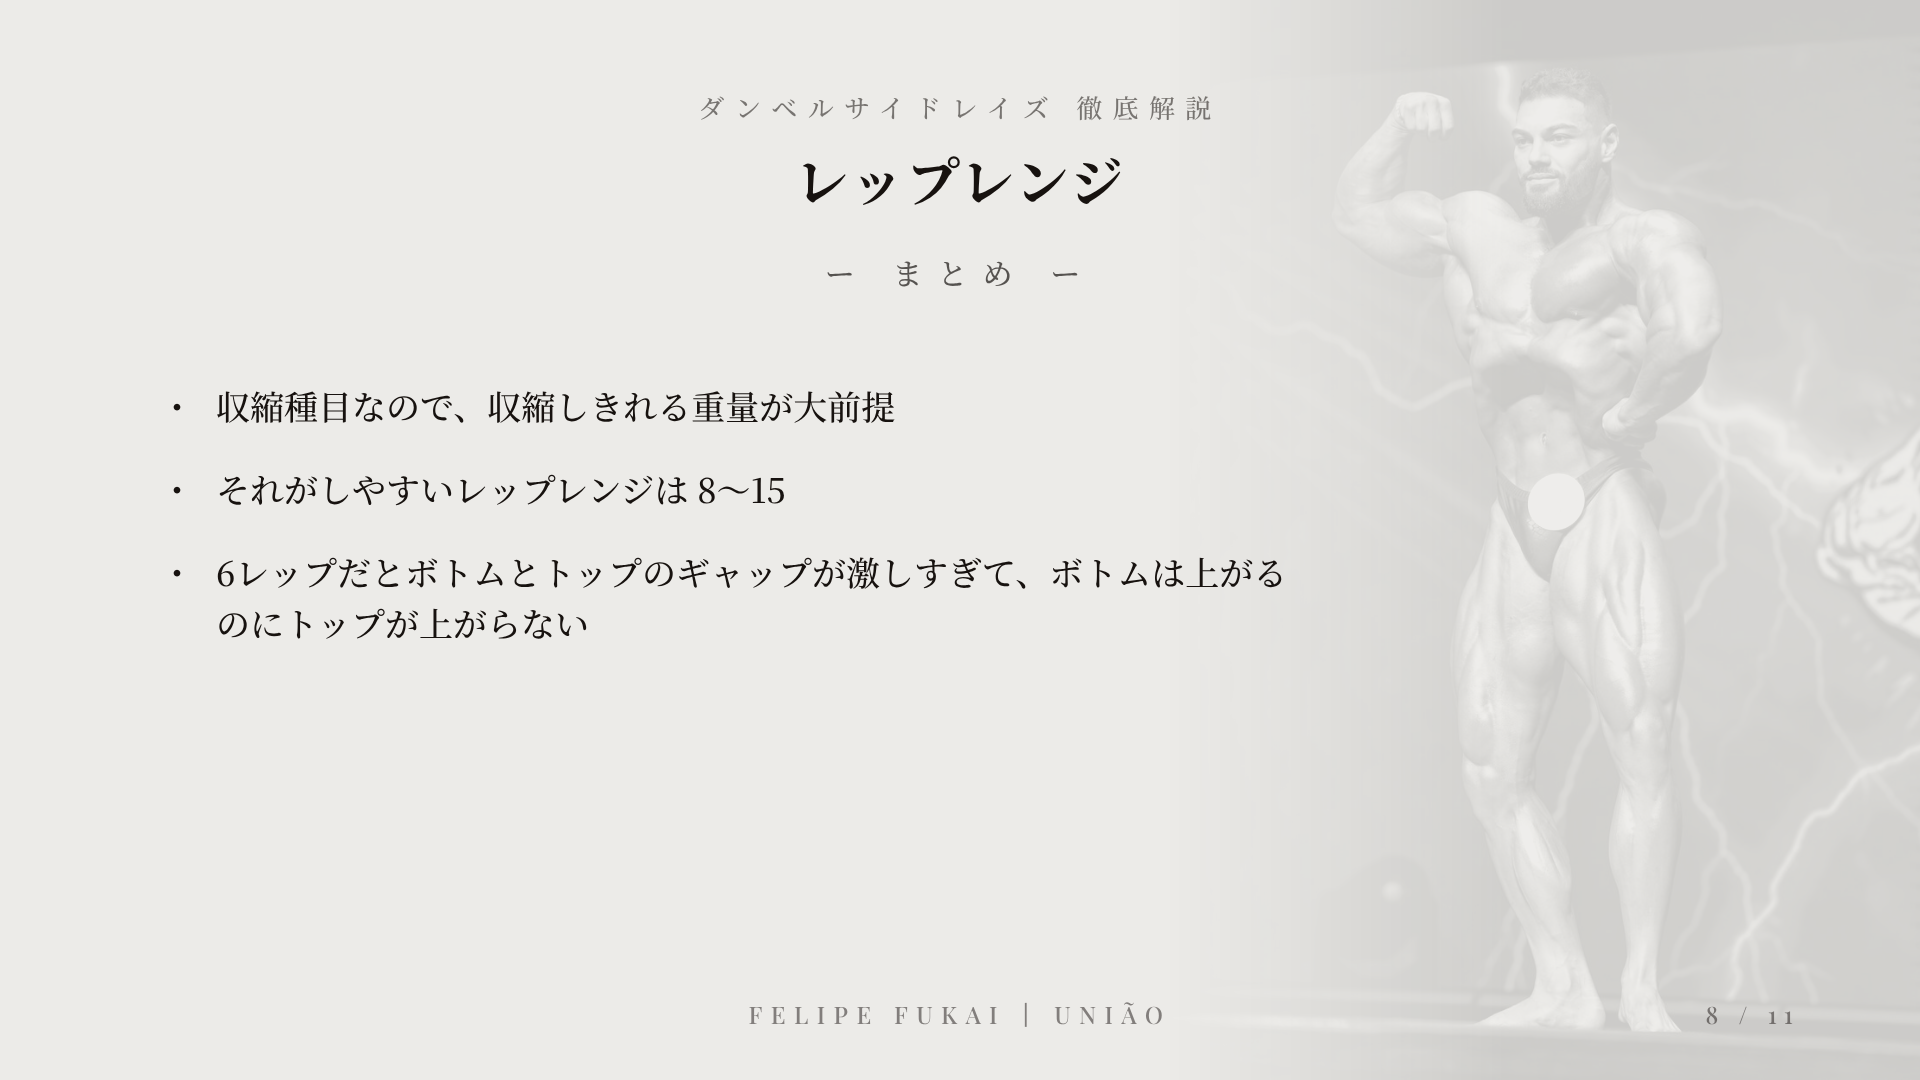 ダンベルサイドレイズ 徹底解説
レップレンジ
ー まとめ ー
・ 収縮種目なので、収縮しきれる重量が大前提
・ それがしやすいレップレンジは 8〜15
・ 6レップだとボトムとトップのギャップが激しすぎて、ボトムは上がる
のにトップが上がらない
FELIPE FUKAI | UNIÃO
8 / 11